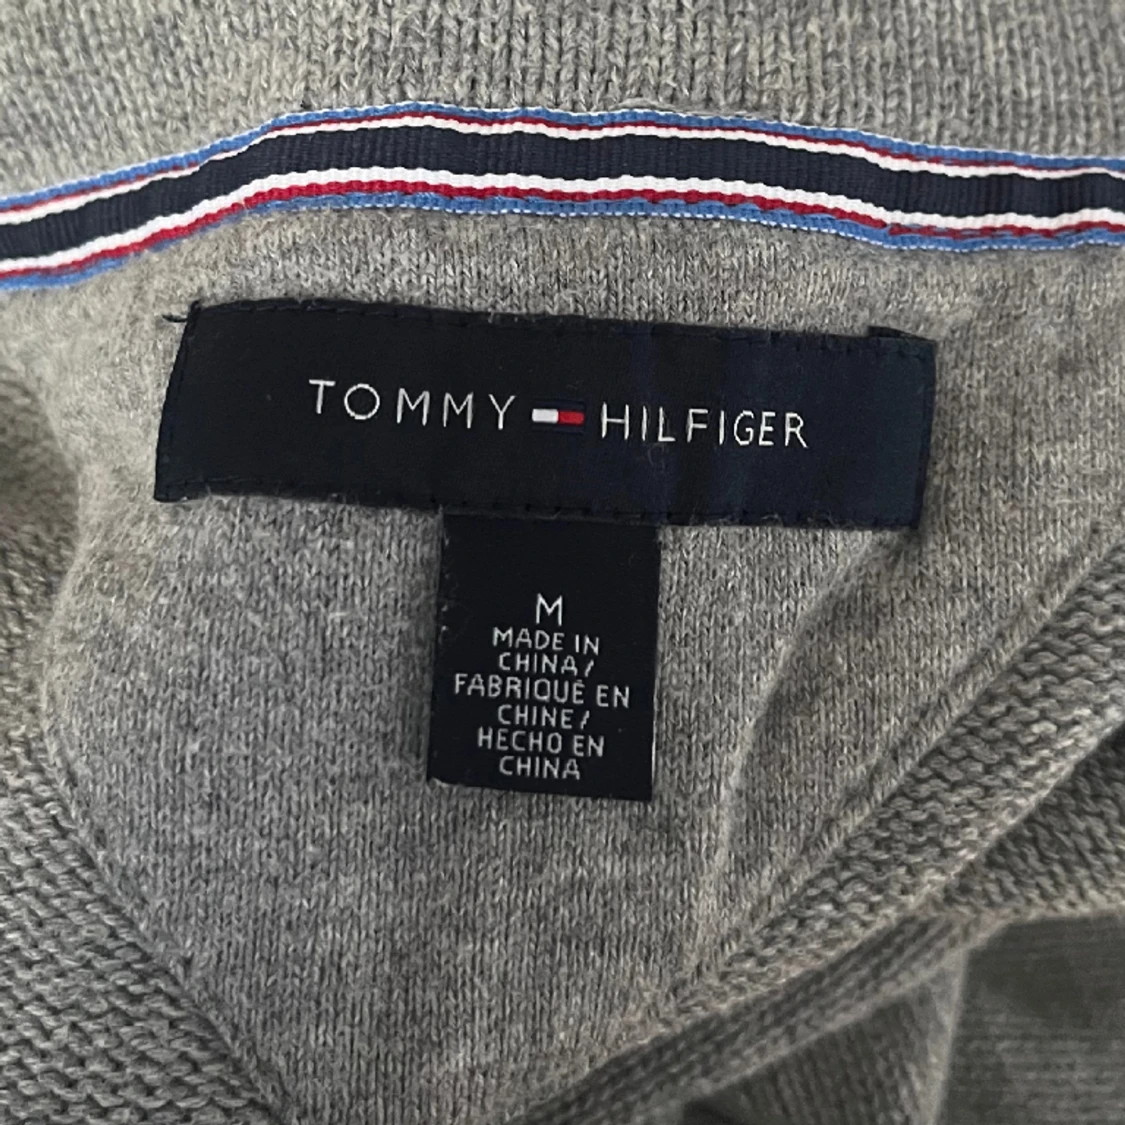 TOMMY HILFIGER
M
MADE IN
CHINA/
FABRIQUÉ EN
CHINE/
HECHO EN
CHINA